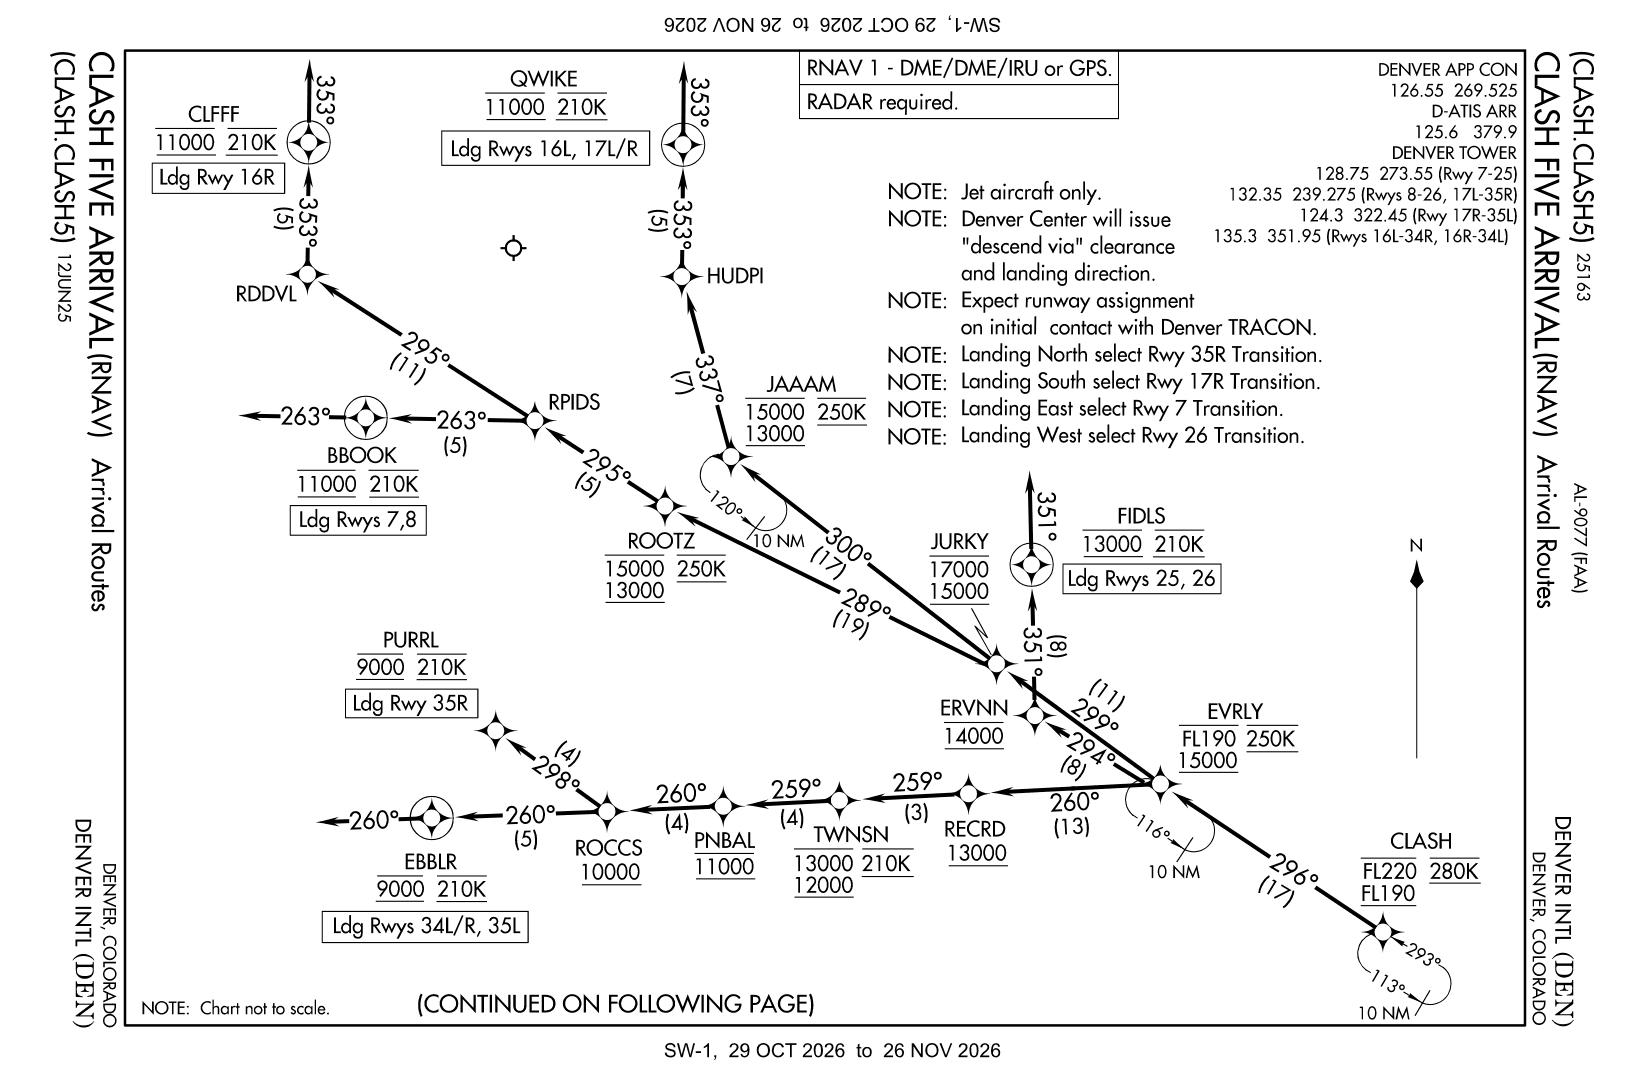 SW-1, 29 OCT 2026 to 26 NOV 2026
(CLASH.CLASH5) 12JUN25
CLASH FIVE ARRIVAL (RNAV) Arrival Routes
DENVER INTL (DEN)
DENVER, COLORADO
(CLASH.CLASH5) 25163
CLASH FIVE ARRIVAL (RNAV) Arrival Routes
AL-9077 (FAA)
DENVER INTL (DEN)
DENVER, COLORADO
RNAV 1 - DME/DME/IRU or GPS.
RADAR required.
DENVER APP CON
126.55 269.525
D-ATIS ARR
125.6 379.9
DENVER TOWER
128.75 273.55 (Rwy 7-25)
132.35 239.275 (Rwys 8-26, 17L-35R)
124.3 322.45 (Rwy 17R-35L)
135.3 351.95 (Rwys 16L-34R, 16R-34L)
NOTE: Jet aircraft only.
NOTE: Denver Center will issue
"descend via" clearance
and landing direction.
NOTE: Expect runway assignment
on initial contact with Denver TRACON.
NOTE: Landing North select Rwy 35R Transition.
NOTE: Landing South select Rwy 17R Transition.
NOTE: Landing East select Rwy 7 Transition.
NOTE: Landing West select Rwy 26 Transition.
353°
CLFFF
11000 210K
Ldg Rwy 16R
353°
(5)
RDDVL
295°
(11)
QWIKE
11000 210K
Ldg Rwys 16L, 17L/R
353°
353°
(5)
HUDPI
337°
(7)
JAAAM
15000 250K
13000
120°
10 NM
300°
(17)
RPIDS
263°
263°
(5)
BBOOK
11000 210K
Ldg Rwys 7,8
295°
(5)
ROOTZ
15000 250K
13000
289°
(19)
JURKY
17000
15000
351°
FIDLS
13000 210K
Ldg Rwys 25, 26
351°
(8)
N
ERVNN
14000
(11)
299°
294°
(8)
EVRLY
FL190 250K
15000
116°
10 NM
PURRL
9000 210K
Ldg Rwy 35R
(4)
298°
260°
260°
(5)
EBBLR
9000 210K
Ldg Rwys 34L/R, 35L
ROCCS
10000
260°
(4)
PNBAL
11000
259°
(4)
TWNSN
13000 210K
12000
259°
(3)
RECRD
13000
260°
(13)
296°
(17)
CLASH
FL220 280K
FL190
293°
113°
10 NM
NOTE: Chart not to scale.
(CONTINUED ON FOLLOWING PAGE)
SW-1, 29 OCT 2026 to 26 NOV 2026